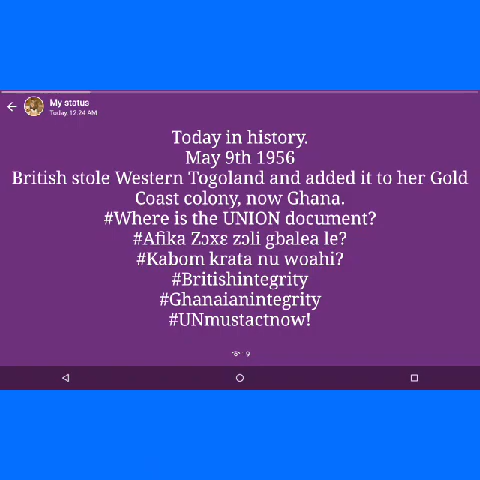 My status
Today, 12:24 AM
Today in history.
May 9th 1956
British stole Western Togoland and added it to her Gold
Coast colony, now Ghana.
#Where is the UNION document?
#Afika Zɔxɛ zɔli gbalea le?
#Kabom krata nu woahi?
#Britishintegrity
#Ghanaianintegrity
#UNmustactnow!
9